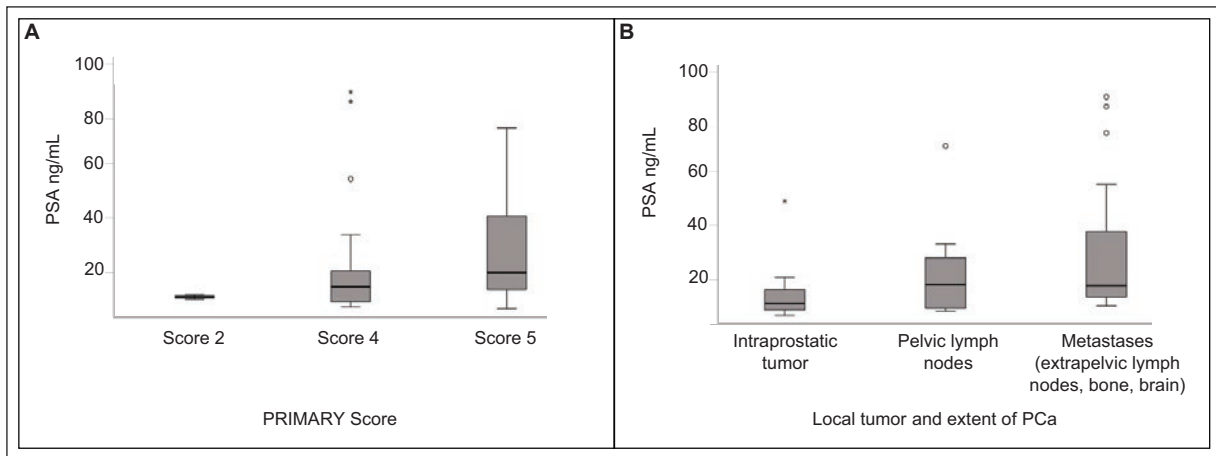 A
100
80
60
40
20
PSA ng/mL
Score 2
Score 4
Score 5
PRIMARY Score
B
100
80
60
40
20
PSA ng/mL
Intraprostatic
tumor
Pelvic lymph
nodes
Metastases
(extrapelvic lymph
nodes, bone, brain)
Local tumor and extent of PCa